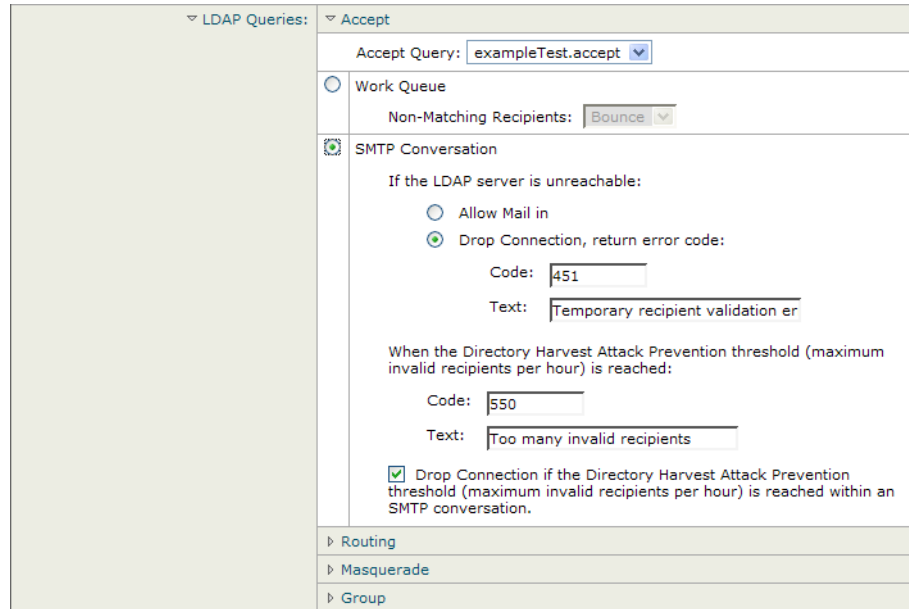 LDAP Queries:
Accept
Accept Query: exampleTest.accept
Work Queue
Non-Matching Recipients: Bounce
SMTP Conversation
If the LDAP server is unreachable:
Allow Mail in
Drop Connection, return error code:
Code: 451
Text: Temporary recipient validation er
When the Directory Harvest Attack Prevention threshold (maximum
invalid recipients per hour) is reached:
Code: 550
Text: Too many invalid recipients
Drop Connection if the Directory Harvest Attack Prevention
threshold (maximum invalid recipients per hour) is reached within an
SMTP conversation.
Routing
Masquerade
Group